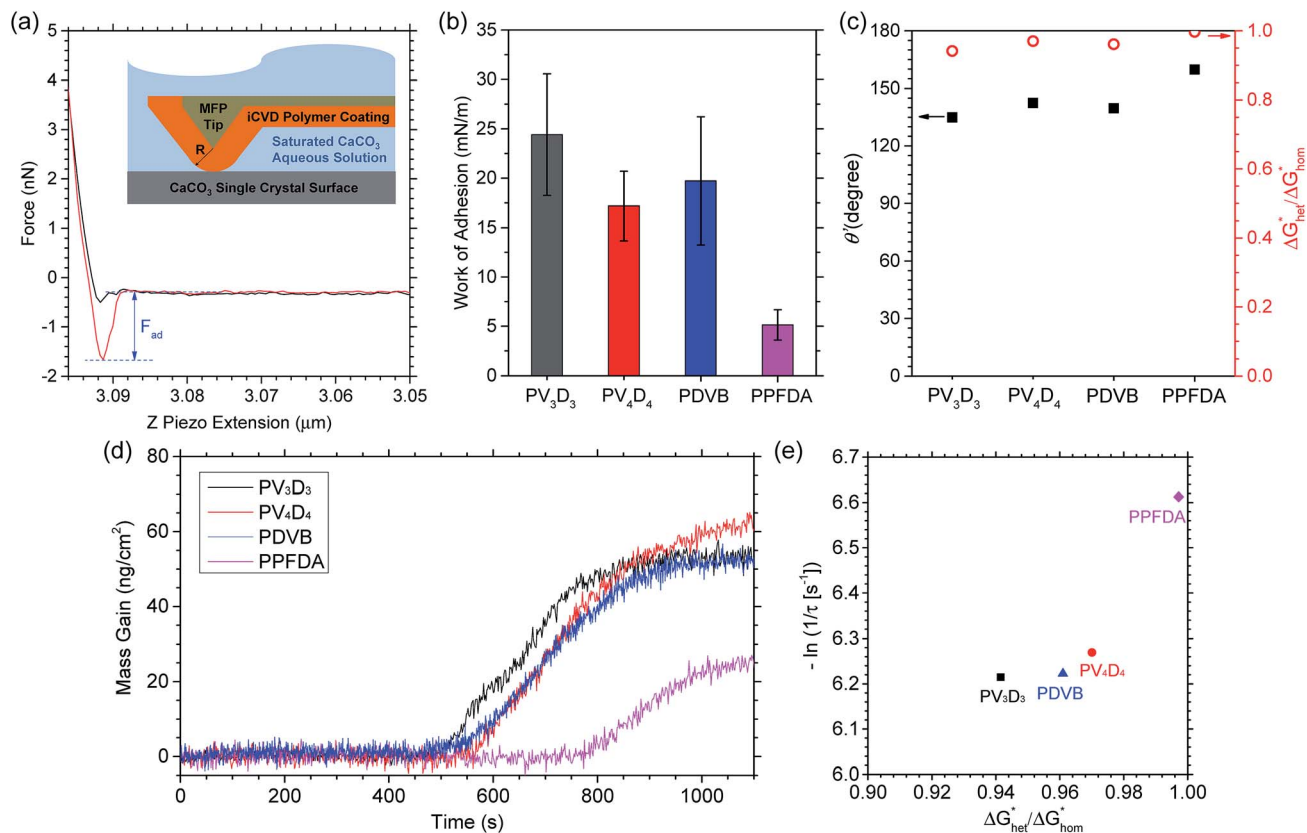 (a)
5
4
3
2
1
0
-1
-2
Force (nN)
MFP
Tip
iCVD Polymer Coating
R
Saturated CaCO₃
Aqueous Solution
CaCO₃ Single Crystal Surface
F_ad
3.09 3.08 3.07 3.06 3.05
Z Piezo Extension (μm)
(b)
35
30
25
20
15
10
5
0
Work of Adhesion (mN/m)
PV₃D₃ PV₄D₄ PDVB PPFDA
(c)
180
150
120
90
60
30
0
θ'(degree)
1.0
0.8
0.6
0.4
0.2
0.0
ΔG*_het/ΔG*_hom
PV₃D₃ PV₄D₄ PDVB PPFDA
(d)
80
60
40
20
0
Mass Gain (ng/cm²)
PV₃D₃
PV₄D₄
PDVB
PPFDA
0 200 400 600 800 1000
Time (s)
(e)
6.7
6.6
6.5
6.4
6.3
6.2
6.1
6.0
- ln (1/τ [s⁻¹])
PPFDA
PV₄D₄
PDVB
PV₃D₃
0.90 0.92 0.94 0.96 0.98 1.00
ΔG*_het/ΔG*_hom